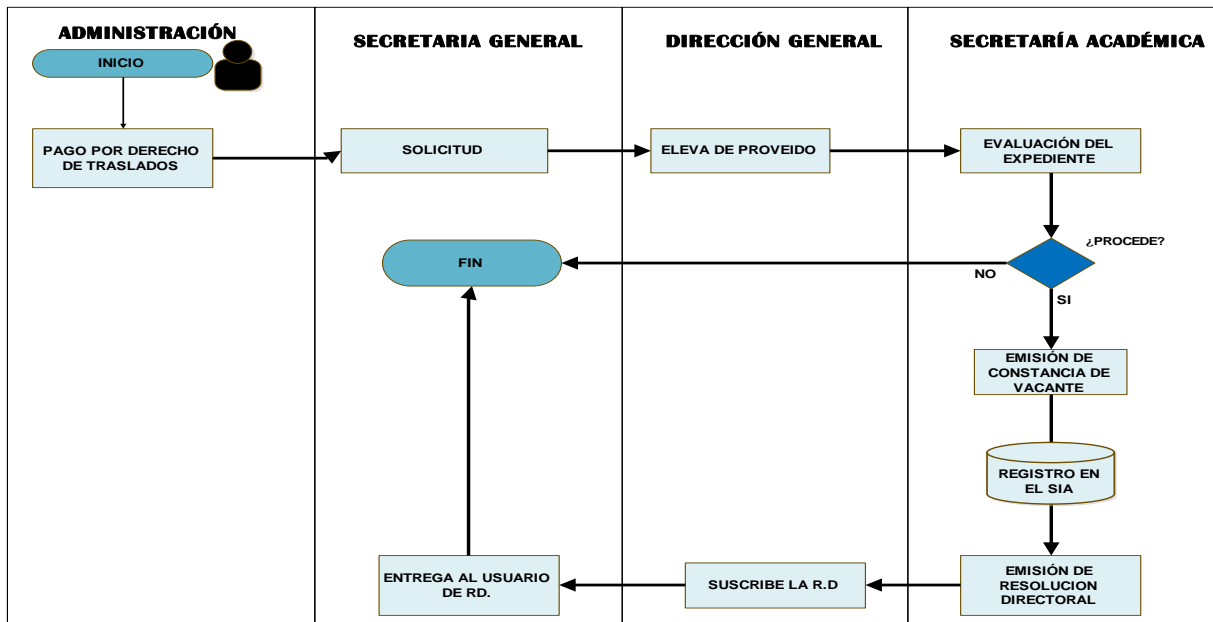 ADMINISTRACIÓN
SECRETARIA GENERAL
DIRECCIÓN GENERAL
SECRETARÍA ACADÉMICA
INICIO
PAGO POR DERECHO
DE TRASLADOS
SOLICITUD
ELEVA DE PROVEIDO
EVALUACIÓN DEL
EXPEDIENTE
¿PROCEDE?
FIN
NO
SI
EMISIÓN DE
CONSTANCIA DE
VACANTE
REGISTRO EN
EL SIA
ENTREGA AL USUARIO
DE RD.
SUSCRIBE LA R.D
EMISIÓN DE
RESOLUCION
DIRECTORAL